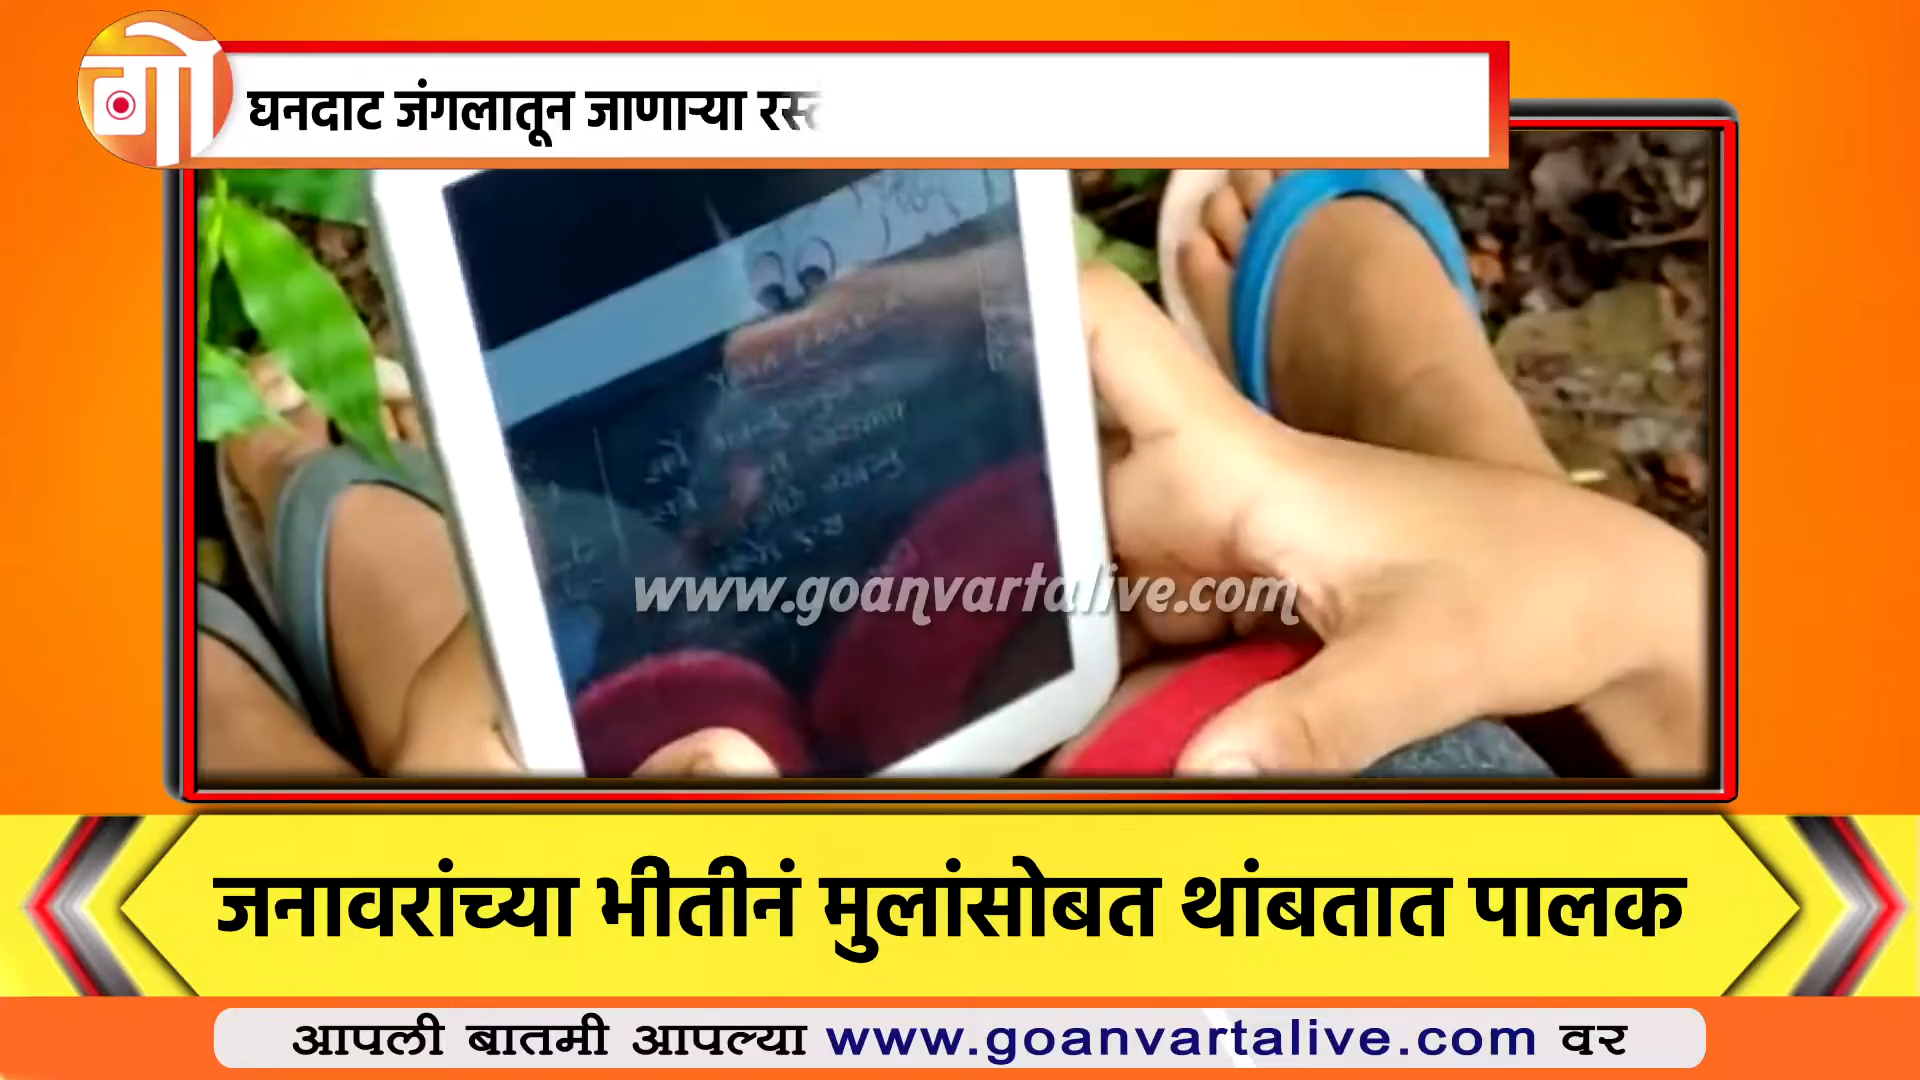 गो
घनदाट जंगलातून जाणाऱ्या
www.goanvartalive.com
जनावरांच्या भीतीनं मुलांसोबत थांबतात पालक
आपली बातमी आपल्या www.goanvartalive.com वर